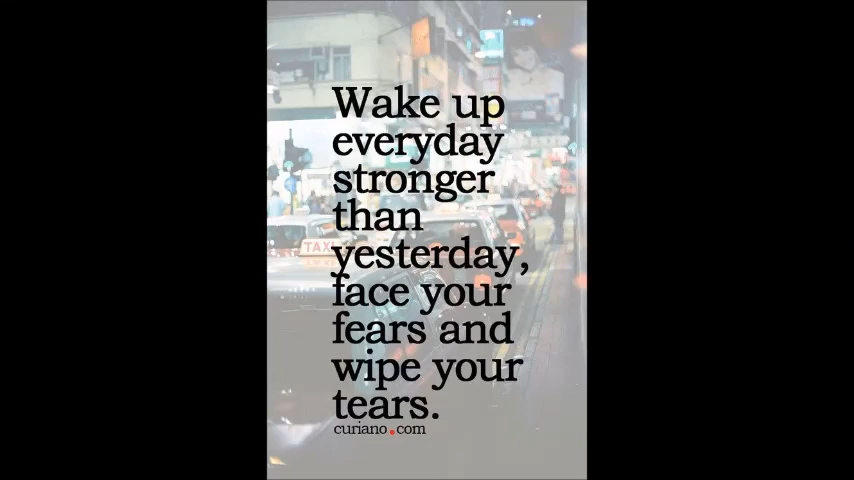 Wake up
everyday
stronger
than
yesterday,
face your
fears and
wipe your
tears.
curiano.com
TAXI